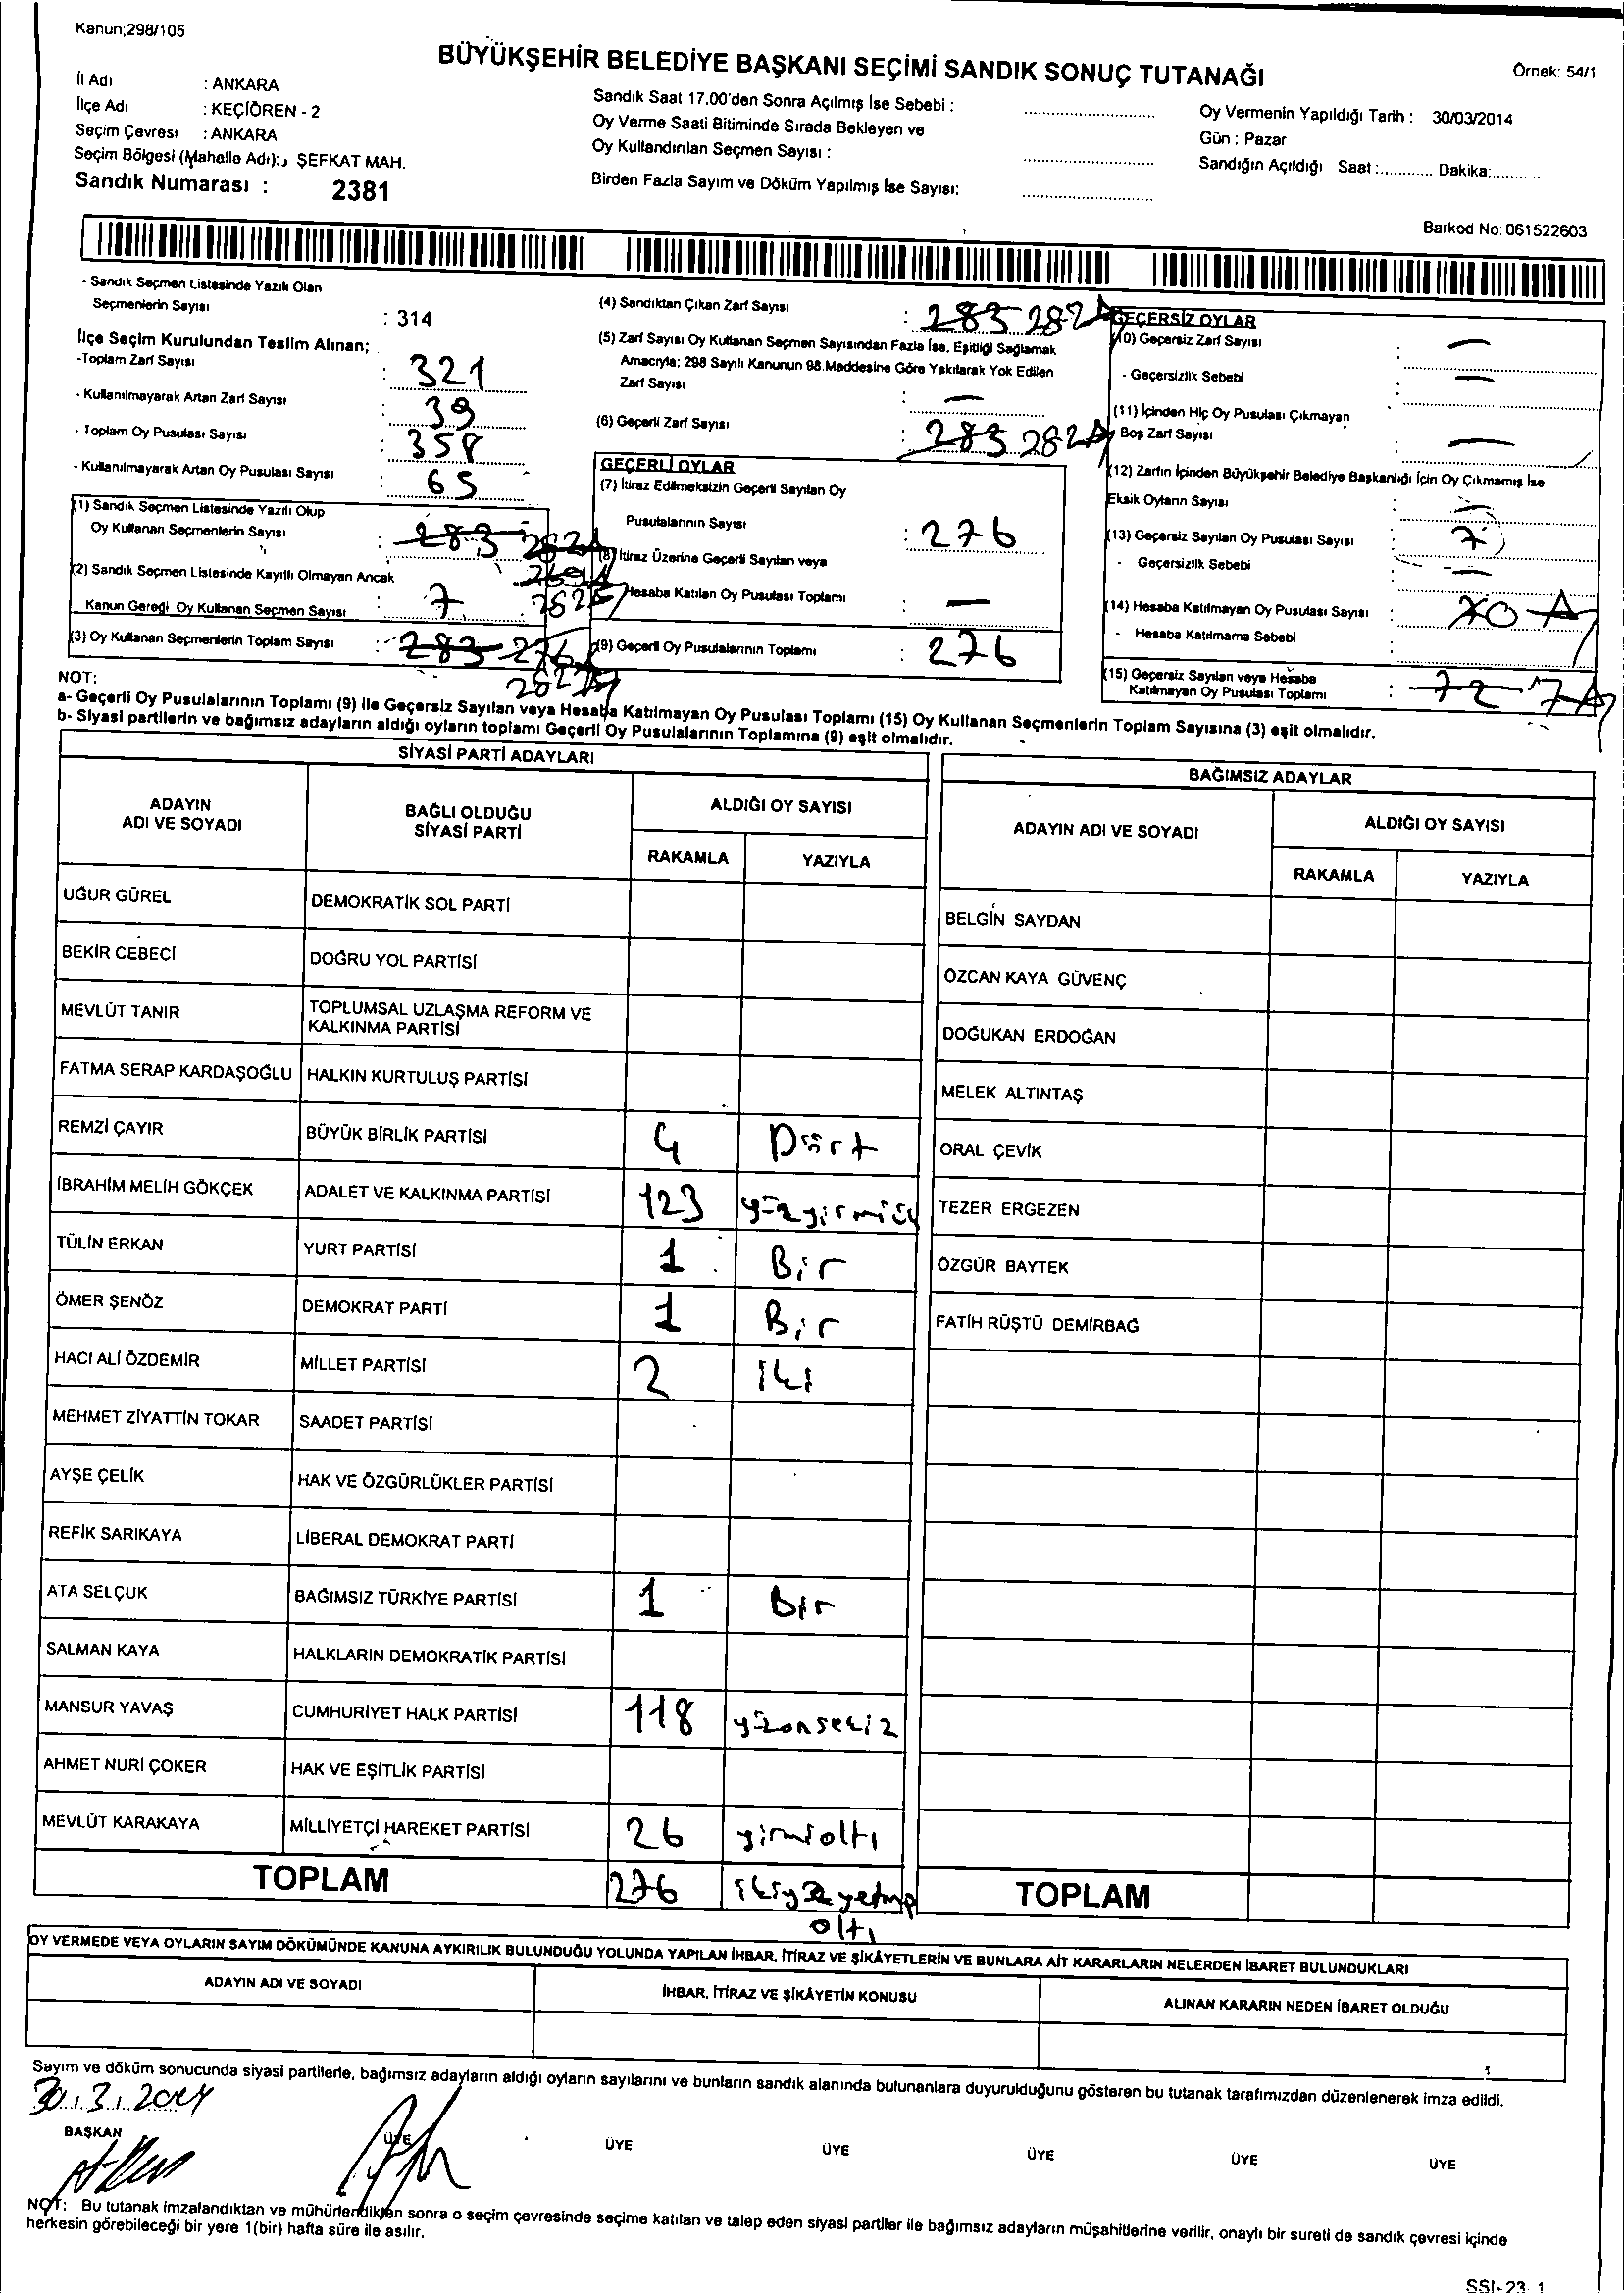 Kanun;298/105
BÜYÜKŞEHİR BELEDİYE BAŞKANI SEÇİMİ SANDIK SONUÇ TUTANAĞI
Örnek: 54/1
İl Adı : ANKARA
İlçe Adı : KEÇİÖREN - 2
Seçim Çevresi : ANKARA
Seçim Bölgesi (Mahalle Adı): ŞEFKAT MAH.
Sandık Numarası : 2381
Sandık Saat 17.00'den Sonra Açılmış İse Sebebi :
Oy Verme Saati Bitiminde Sırada Bekleyen ve
Oy Kullandırılan Seçmen Sayısı :
Birden Fazla Sayım ve Döküm Yapılmış İse Sayısı:
Oy Vermenin Yapıldığı Tarih : 30/03/2014
Gün : Pazar
Sandığın Açıldığı Saat :............ Dakika:............
Barkod No: 061522603
- Sandık Seçmen Listesinde Yazılı Olan
Seçmenlerin Sayısı : 314
İlçe Seçim Kurulundan Teslim Alınan;
-Toplam Zarf Sayısı : 321
- Kullanılmayarak Artan Zarf Sayısı : 39
- Toplam Oy Pusulası Sayısı : 358
- Kullanılmayarak Artan Oy Pusulası Sayısı : 65
(1) Sandık Seçmen Listesinde Yazılı Olup
Oy Kullanan Seçmenlerin Sayısı : 283 282
(2) Sandık Seçmen Listesinde Kayıtlı Olmayan Ancak
Kanun Gereği Oy Kullanan Seçmen Sayısı : 7
(3) Oy Kullanan Seçmenlerin Toplam Sayısı : 283 276
282
(4) Sandıktan Çıkan Zarf Sayısı : 283 282
(5) Zarf Sayısı Oy Kullanan Seçmen Sayısından Fazla İse, Eşitliği Sağlamak
Amacıyla; 298 Sayılı Kanunun 98.Maddesine Göre Yakılarak Yok Edilen
Zarf Sayısı : —
(6) Geçerli Zarf Sayısı : 283 282
GEÇERLİ OYLAR
(7) İtiraz Edilmeksizin Geçerli Sayılan Oy
Pusulalarının Sayısı : 276
(8) İtiraz Üzerine Geçerli Sayılan veya
Hesaba Katılan Oy Pusulası Toplamı : —
(9) Geçerli Oy Pusulalarının Toplamı : 276
GEÇERSİZ OYLAR
(10) Geçersiz Zarf Sayısı : —
- Geçersizlik Sebebi : —
(11) İçinden Hiç Oy Pusulası Çıkmayan
Boş Zarf Sayısı : —
(12) Zarfın İçinden Büyükşehir Belediye Başkanlığı İçin Oy Çıkmamış İse
Eksik Oyların Sayısı : —
(13) Geçersiz Sayılan Oy Pusulası Sayısı : 7
- Geçersizlik Sebebi : —
(14) Hesaba Katılmayan Oy Pusulası Sayısı :
- Hesaba Katılmama Sebebi :
(15) Geçersiz Sayılan veya Hesaba
Katılmayan Oy Pusulası Toplamı : 72 7
NOT:
a- Geçerli Oy Pusulalarının Toplamı (9) ile Geçersiz Sayılan veya Hesaba Katılmayan Oy Pusulası Toplamı (15) Oy Kullanan Seçmenlerin Toplam Sayısına (3) eşit olmalıdır.
b- Siyasi partilerin ve bağımsız adayların aldığı oyların toplamı Geçerli Oy Pusulalarının Toplamına (9) eşit olmalıdır.
SİYASİ PARTİ ADAYLARI
ADAYIN ADI VE SOYADI
BAĞLI OLDUĞU SİYASİ PARTİ
ALDIĞI OY SAYISI
RAKAMLA YAZIYLA
UĞUR GÜREL DEMOKRATİK SOL PARTİ
BEKİR CEBECİ DOĞRU YOL PARTİSİ
MEVLÜT TANIR TOPLUMSAL UZLAŞMA REFORM VE
KALKINMA PARTİSİ
FATMA SERAP KARDAŞOĞLU HALKIN KURTULUŞ PARTİSİ
REMZİ ÇAYIR BÜYÜK BİRLİK PARTİSİ 4 Dört
İBRAHİM MELİH GÖKÇEK ADALET VE KALKINMA PARTİSİ 123 yüzyirmiüç
TÜLİN ERKAN YURT PARTİSİ 1 Bir
ÖMER ŞENÖZ DEMOKRAT PARTİ 1 Bir
HACI ALİ ÖZDEMİR MİLLET PARTİSİ 2 iki
MEHMET ZİYATTİN TOKAR SAADET PARTİSİ
AYŞE ÇELİK HAK VE ÖZGÜRLÜKLER PARTİSİ
REFİK SARIKAYA LİBERAL DEMOKRAT PARTİ
ATA SELÇUK BAĞIMSIZ TÜRKİYE PARTİSİ 1 Bir
SALMAN KAYA HALKLARIN DEMOKRATİK PARTİSİ
MANSUR YAVAŞ CUMHURİYET HALK PARTİSİ 118 yüzonsekiz
AHMET NURİ ÇOKER HAK VE EŞİTLİK PARTİSİ
MEVLÜT KARAKAYA MİLLİYETÇİ HAREKET PARTİSİ 26 yirmialtı
TOPLAM 276 ikiyüzyetmiş
altı
BAĞIMSIZ ADAYLAR
ADAYIN ADI VE SOYADI
ALDIĞI OY SAYISI
RAKAMLA YAZIYLA
BELGİN SAYDAN
ÖZCAN KAYA GÜVENÇ
DOĞUKAN ERDOĞAN
MELEK ALTINTAŞ
ORAL ÇEVİK
TEZER ERGEZEN
ÖZGÜR BAYTEK
FATİH RÜŞTÜ DEMİRBAĞ
TOPLAM
OY VERMEDE VEYA OYLARIN SAYIM DÖKÜMÜNDE KANUNA AYKIRILIK BULUNDUĞU YOLUNDA YAPILAN İHBAR, İTİRAZ VE ŞİKÂYETLERİN VE BUNLARA AİT KARARLARIN NELERDEN İBARET BULUNDUKLARI
ADAYIN ADI VE SOYADI
İHBAR, İTİRAZ VE ŞİKÂYETİN KONUSU
ALINAN KARARIN NEDEN İBARET OLDUĞU
Sayım ve döküm sonucunda siyasi partilerle, bağımsız adayların aldığı oyların sayılarını ve bunların sandık alanında bulunanlara duyurulduğunu gösteren bu tutanak tarafımızdan düzenlenerek imza edildi.
30.3.2014
BAŞKAN ÜYE ÜYE ÜYE ÜYE ÜYE ÜYE
NOT: Bu tutanak imzalandıktan ve mühürlendikten sonra o seçim çevresinde seçime katılan ve talep eden siyasi partiler ile bağımsız adayların müşahitlerine verilir, onaylı bir sureti de sandık çevresi içinde
herkesin görebileceği bir yere 1(bir) hafta süre ile asılır.
SSI- 23 1